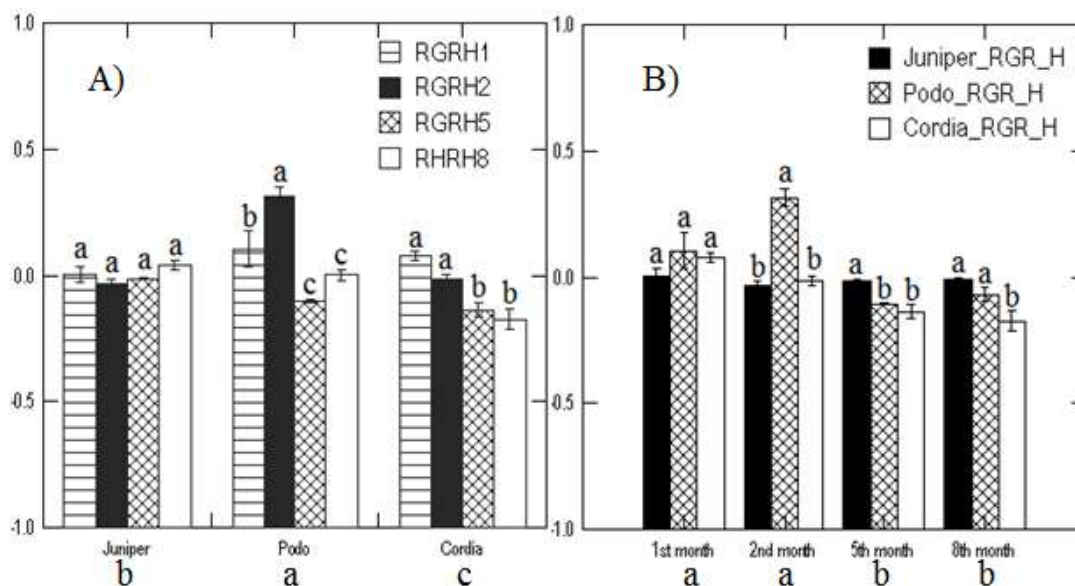 A)
RGRH1
RGRH2
RGRH5
RHRH8
1.0
0.5
0.0
-0.5
-1.0
a a a a
b a c c
a a b b
Juniper Podo Cordia
b a c
B)
Juniper_RGR_H
Podo_RGR_H
Cordia_RGR_H
1.0
0.5
0.0
-0.5
-1.0
a a a
b a b
a b b
a a b
1st month 2nd month 5th month 8th month
a a b b